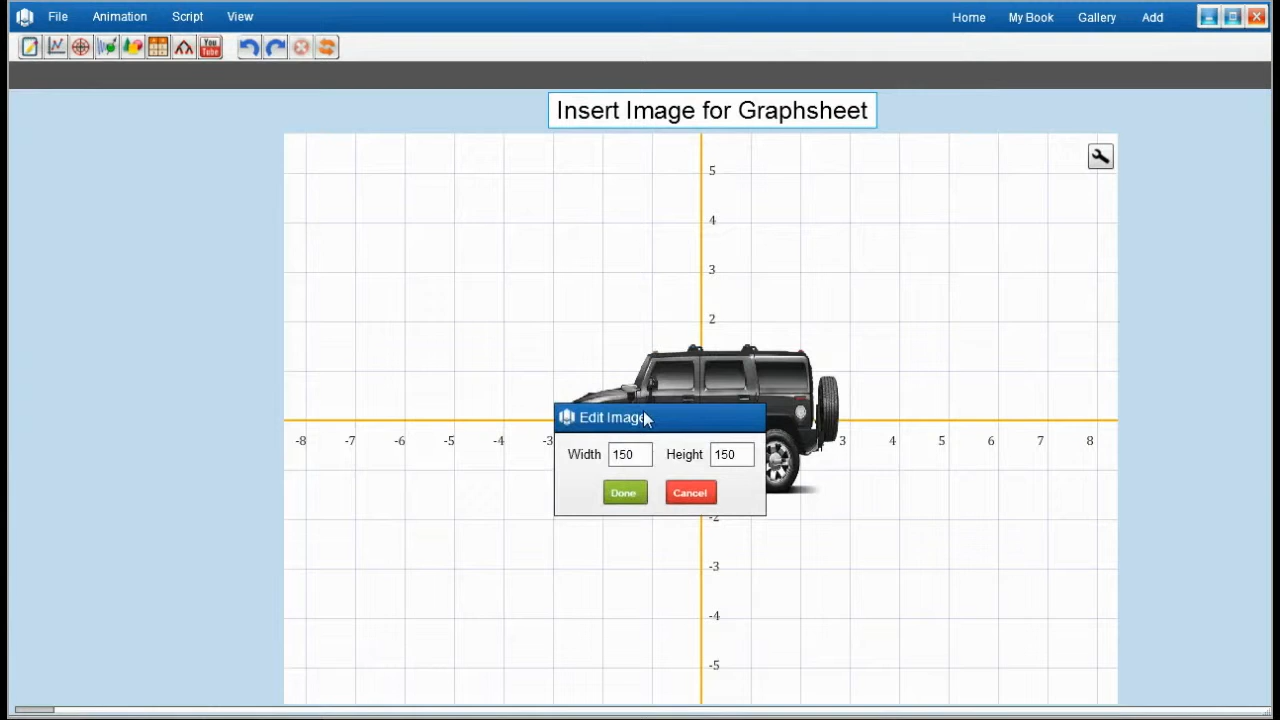 File Animation Script View Home My Book Gallery Add
You Tube
Insert Image for Graphsheet
5
4
3
2
-8 -7 -6 -5 -4 -3 3 4 5 6 7 8
Edit Image
Width 150 Height 150
Done Cancel
-2
-3
-4
-5